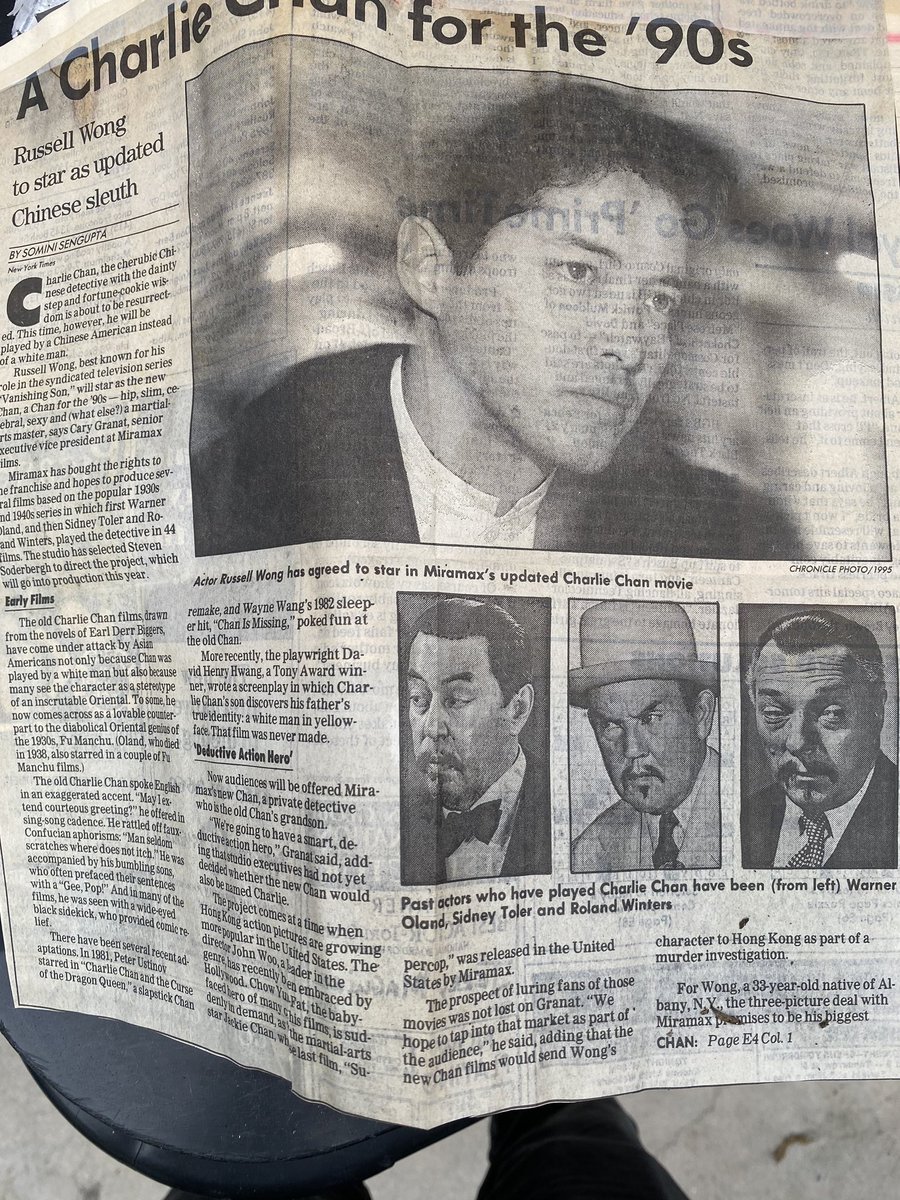 A Charlie Chan for the '90s
Russell Wong
to star as updated
Chinese sleuth
BY SOMINI SENGUPTA
New York Times
Charlie Chan, the cherubic Chi-
nese detective with the dainty
step and fortune-cookie wis-
dom is about to be resurrect-
ed. This time, however, he will be
played by a Chinese American instead
of a white man.
Russell Wong, best known for his
role in the syndicated television series
"Vanishing Son," will star as the new
Chan, a Chan for the '90s — hip, slim, ce-
ebral, sexy and (what else?) a martial-
rts master, says Cary Granat, senior
executive vice president at Miramax
ilms.
Miramax has bought the rights to
he franchise and hopes to produce sev-
ral films based on the popular 1930s
nd 1940s series in which first Warner
Oland, and then Sidney Toler and Ro-
and Winters, played the detective in 44
films. The studio has selected Steven
Soderbergh to direct the project, which
will go into production this year.
Early Films
The old Charlie Chan films, drawn
from the novels of Earl Derr Biggers,
have come under attack by Asian
Americans not only because Chan was
played by a white man but also because
many see the character as a stereotype
of an inscrutable Oriental. To some, he
now comes across as a lovable counter-
part to the diabolical Oriental genius of
the 1930s, Fu Manchu. (Oland, who died
in 1938, also starred in a couple of Fu
Manchu films.)
The old Charlie Chan spoke English
in an exaggerated accent. "May I ex-
tend courteous greeting?" he offered in
sing-song cadence. He rattled off faux-
Confucian aphorisms: "Man seldom
scratches where does not itch." He was
accompanied by his bumbling sons,
who often prefaced their sentences
with a "Gee, Pop!" And in many of the
films, he was seen with a wide-eyed
black sidekick, who provided comic re-
lief.
There have been several recent ad-
aptations. In 1981, Peter Ustinov
starred in "Charlie Chan and the Curse
of the Dragon Queen," a slapstick Chan
remake, and Wayne Wang's 1982 sleep-
er hit, "Chan Is Missing," poked fun at
the old Chan.
More recently, the playwright Da-
vid Henry Hwang, a Tony Award win-
ner, wrote a screenplay in which Char-
lie Chan's son discovers his father's
true identity: a white man in yellow-
face. That film was never made.
'Deductive Action Hero'
Now audiences will be offered Mira-
max's new Chan, a private detective
who is the old Chan's grandson.
"We're going to have a smart, de-
ductive action hero," Granat said, add-
ing that studio executives had not yet
decided whether the new Chan would
also be named Charlie.
The project comes at a time when
Hong Kong action pictures are growing
more popular in the United States. The
director John Woo, a leader in the
genre has recently been embraced by
Hollywood. Chow Yun Fat, the baby-
faced hero of many of his films, is sud-
denly in demand, as the martial-arts
star Jackie Chan, whose last film, "Su-
Actor Russell Wong has agreed to star in Miramax's updated Charlie Chan movie
CHRONICLE PHOTO/1995
Past actors who have played Charlie Chan have been (from left) Warner
Oland, Sidney Toler and Roland Winters
percop," was released in the United
States by Miramax.
The prospect of luring fans of those
movies was not lost on Granat. "We
hope to tap into that market as part of
the audience," he said, adding that the
new Chan films would send Wong's
character to Hong Kong as part of a
murder investigation.
For Wong, a 33-year-old native of Al-
bany, N.Y., the three-picture deal with
Miramax promises to be his biggest
CHAN: Page E4 Col. 1